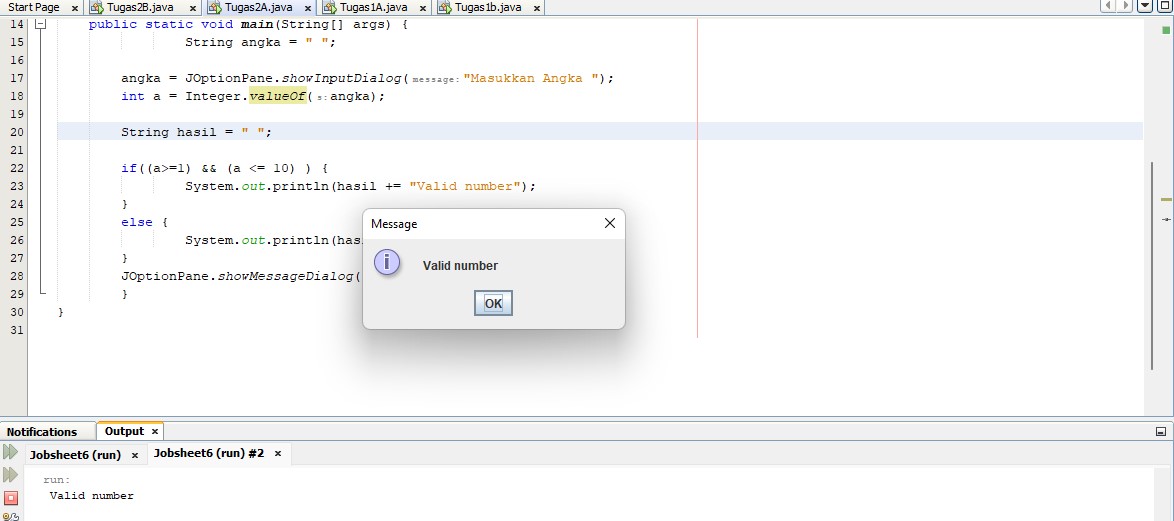 Start Page × Tugas2B.java × Tugas2A.java × Tugas1A.java × Tugas1b.java ×
14 public static void main(String[] args) {
15 String angka = " ";
16
17 angka = JOptionPane.showInputDialog( message: "Masukkan Angka ");
18 int a = Integer.valueOf( s: angka);
19
20 String hasil = " ";
21
22 if((a>=1) && (a <= 10) ) {
23 System.out.println(hasil += "Valid number");
24 }
25 else {
26 System.out.println(has
27 }
28 JOptionPane.showMessageDialog(
29 }
30 }
31
Message
Valid number
OK
Notifications Output ×
Jobsheet6 (run) × Jobsheet6 (run) #2 ×
run:
Valid number